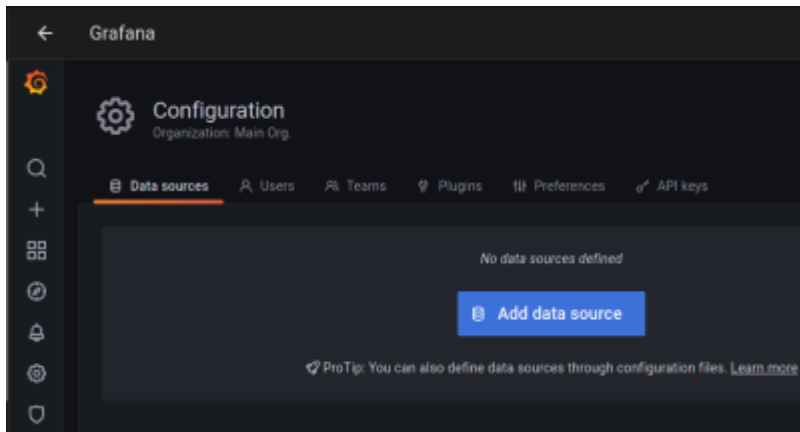 Grafana
Configuration
Organization: Main Org.
Data sources Users Teams Plugins Preferences API keys
No data sources defined
Add data source
ProTip: You can also define data sources through configuration files. Learn more